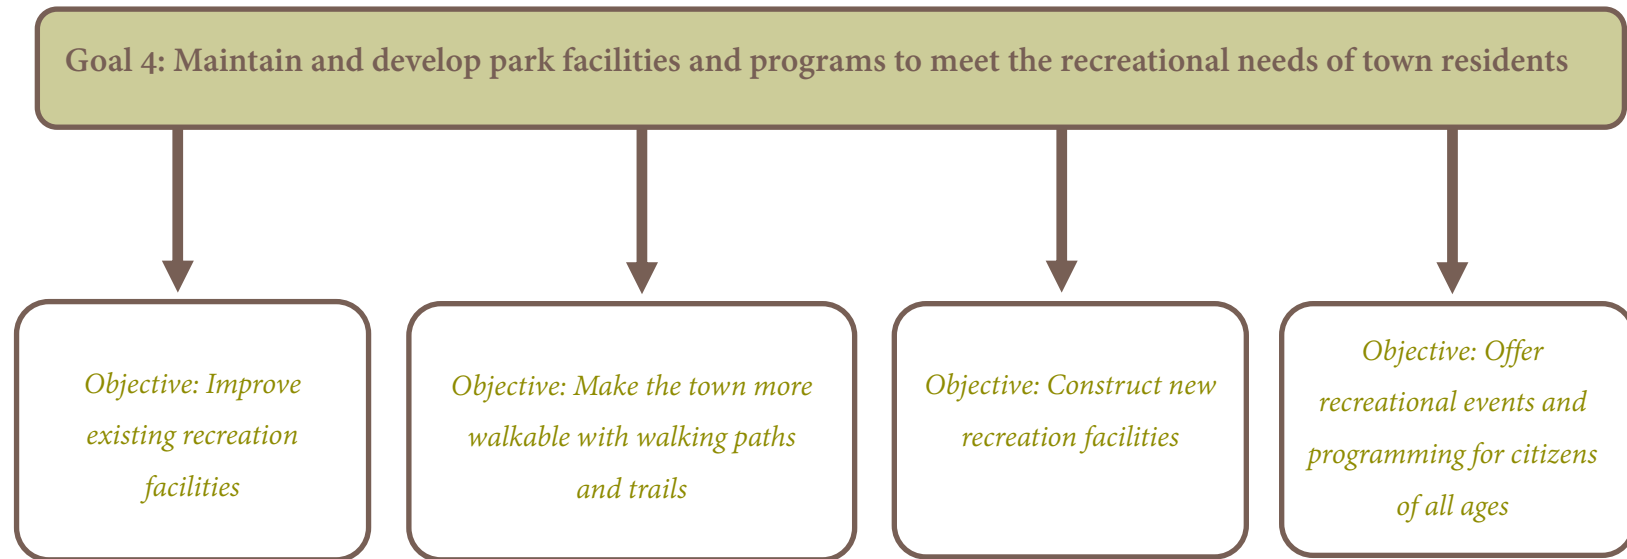 Goal 4: Maintain and develop park facilities and programs to meet the recreational needs of town residents
Objective: Improve
existing recreation
facilities
Objective: Make the town more
walkable with walking paths
and trails
Objective: Construct new
recreation facilities
Objective: Offer
recreational events and
programming for citizens
of all ages